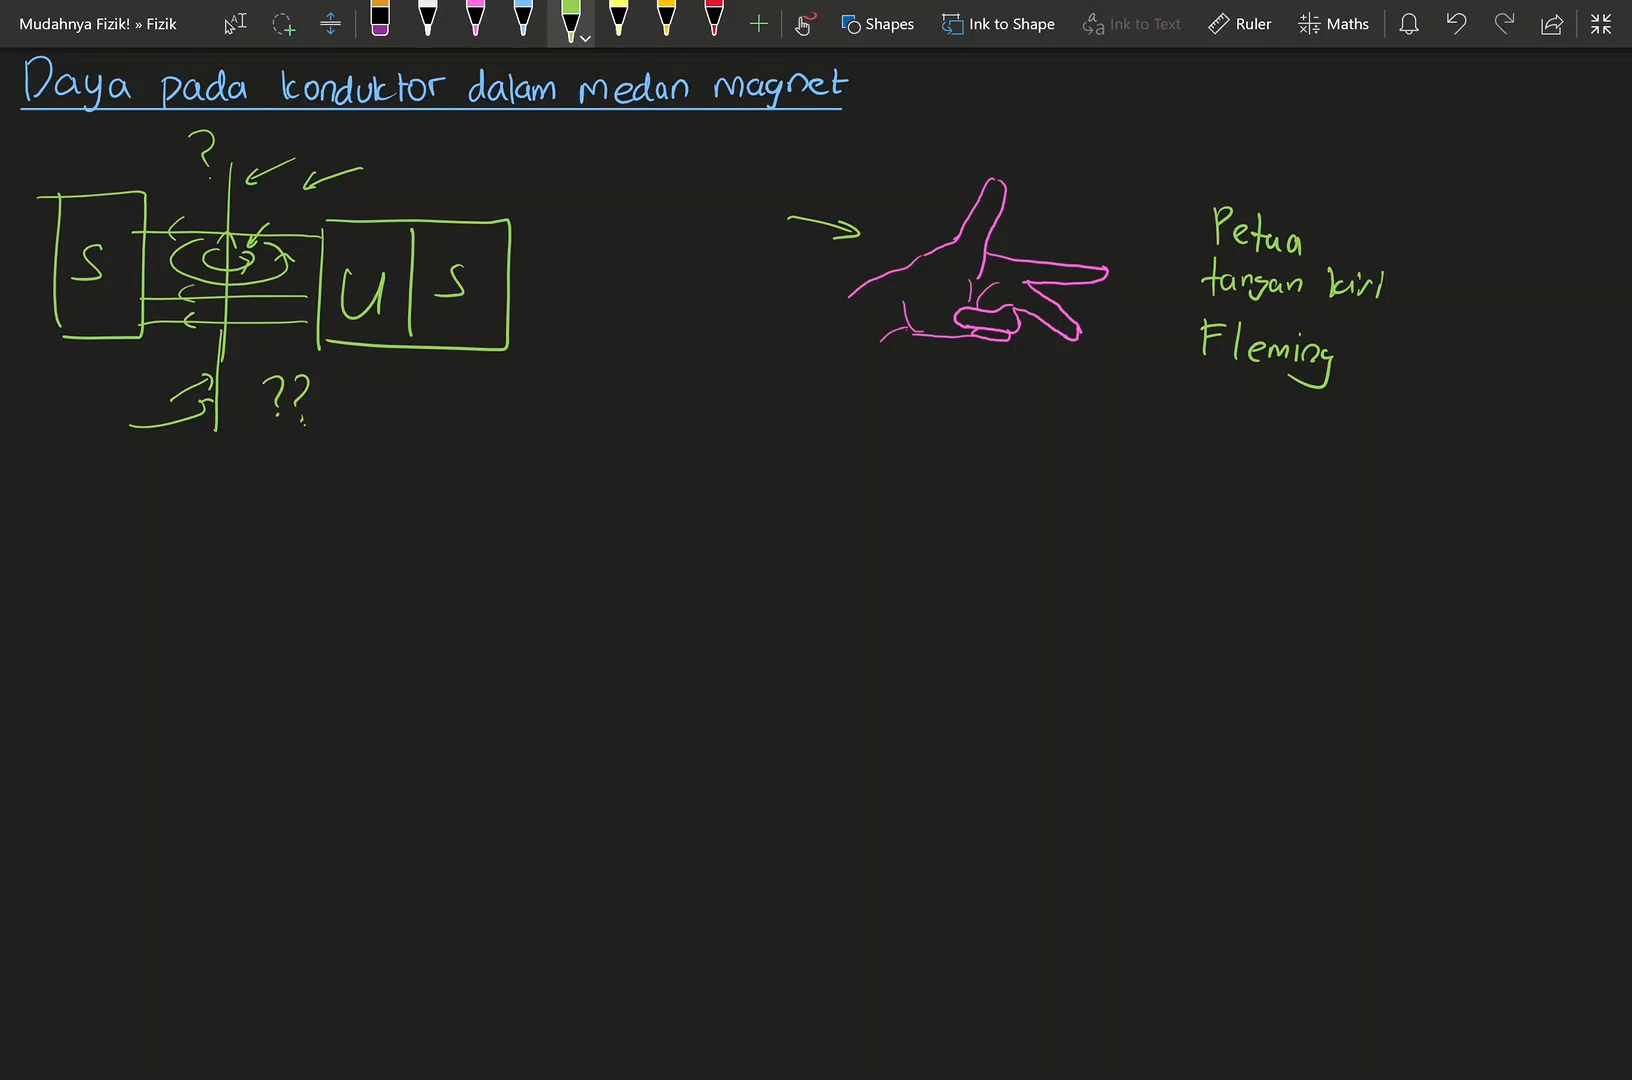 Mudahnya Fizik! » Fizik
Shapes
Ink to Shape
Ink to Text
Ruler
Maths
Daya pada konduktor dalam medan magnet
?
S
U
S
??
Petua
tangan kiri
Fleming